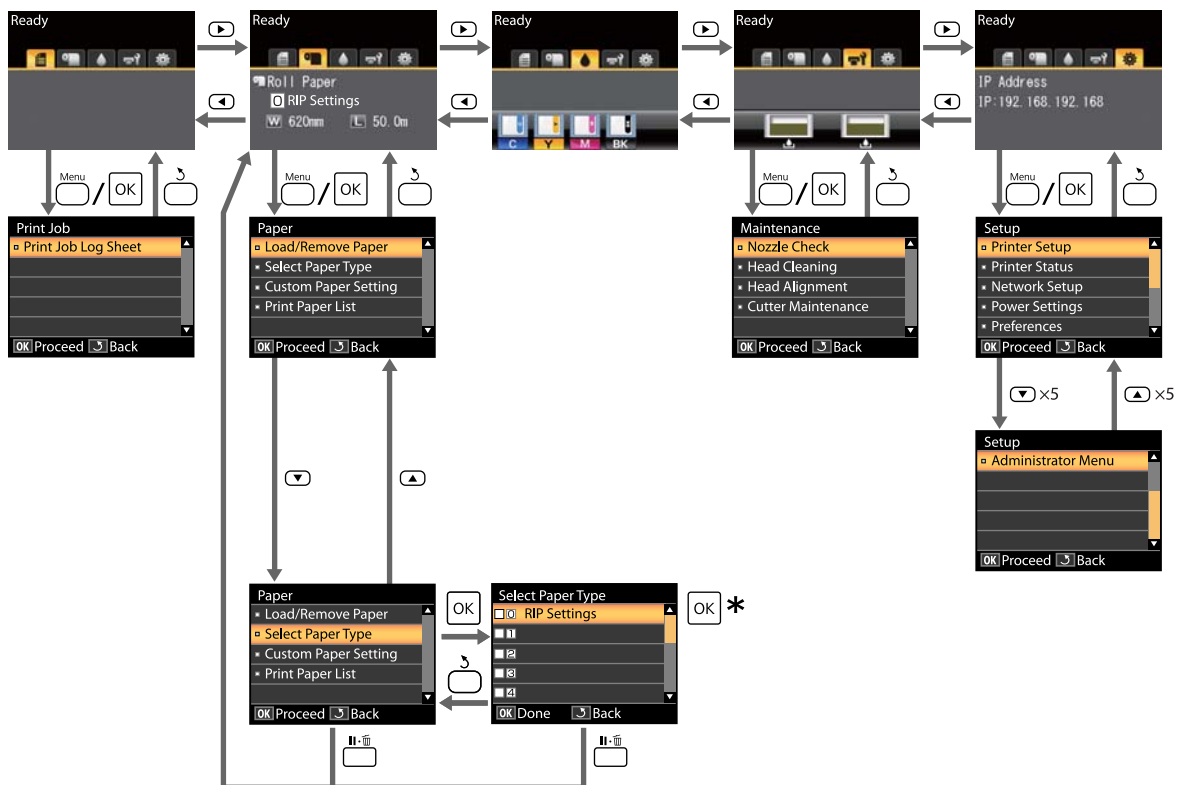 Ready
Ready
Roll Paper
0 RIP Settings
W 620mm L 50.0m
Ready
C Y M BK
Ready
Ready
IP Address
IP:192.168.192.168
Menu / OK
Menu / OK
Menu / OK
Menu / OK
Print Job
Print Job Log Sheet
OK Proceed Back
Paper
Load/Remove Paper
Select Paper Type
Custom Paper Setting
Print Paper List
OK Proceed Back
Maintenance
Nozzle Check
Head Cleaning
Head Alignment
Cutter Maintenance
OK Proceed Back
Setup
Printer Setup
Printer Status
Network Setup
Power Settings
Preferences
OK Proceed Back
×5
×5
Setup
Administrator Menu
OK Proceed Back
Paper
Load/Remove Paper
Select Paper Type
Custom Paper Setting
Print Paper List
OK Proceed Back
OK
Select Paper Type
0 RIP Settings
1
2
3
4
OK Done Back
OK *